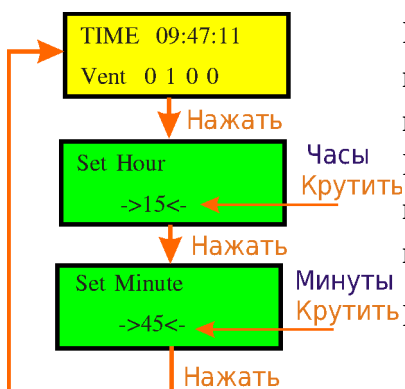 TIME 09:47:11
Vent 0 1 0 0
Нажать
Set Hour
->15<-
Часы
Крутить
Нажать
Set Minute
->45<-
Минуты
Крутить
Нажать